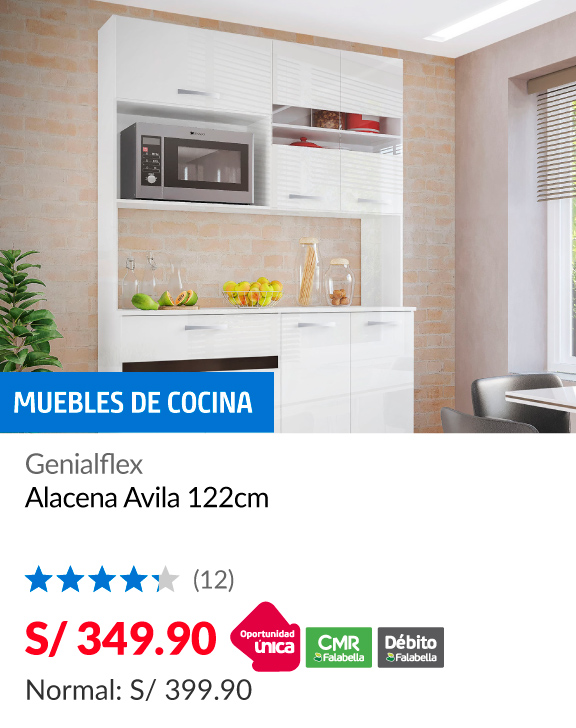 MUEBLES DE COCINA
Genialflex
Alacena Avila 122cm
(12)
S/ 349.90
Oportunidad
única
CMR
Falabella
Débito
Falabella
Normal: S/ 399.90